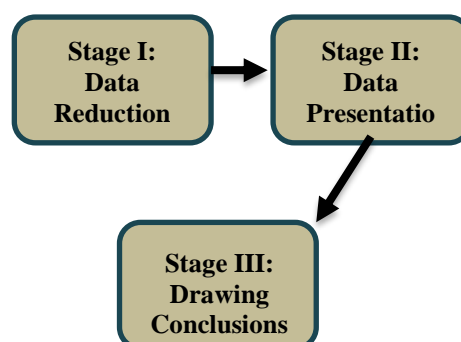 Stage I:
Data
Reduction
Stage II:
Data
Presentatio
Stage III:
Drawing
Conclusions